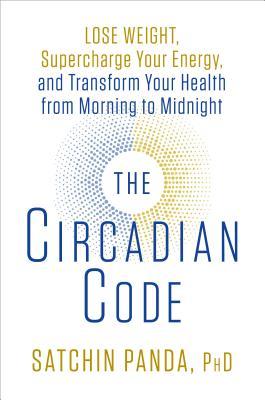 LOSE WEIGHT,
Supercharge Your Energy,
and Transform Your Health
from Morning to Midnight
THE
CIRCADIAN
CODE
SATCHIN PANDA, PHD